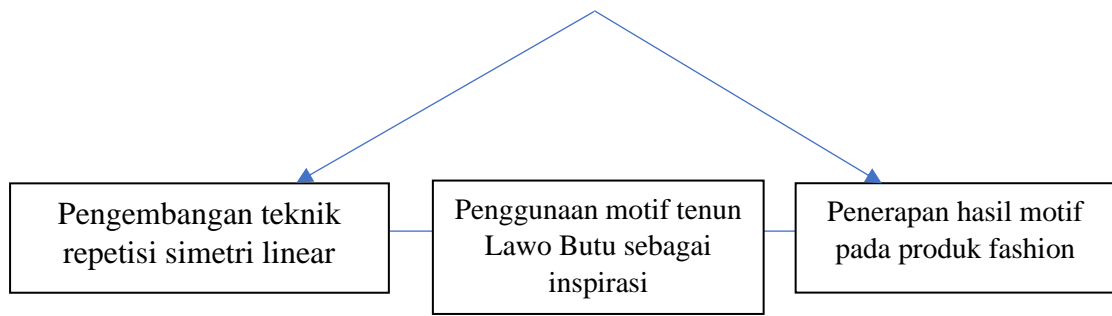 Pengembangan teknik
repetisi simetri linear
Penggunaan motif tenun
Lawo Butu sebagai
inspirasi
Penerapan hasil motif
pada produk fashion